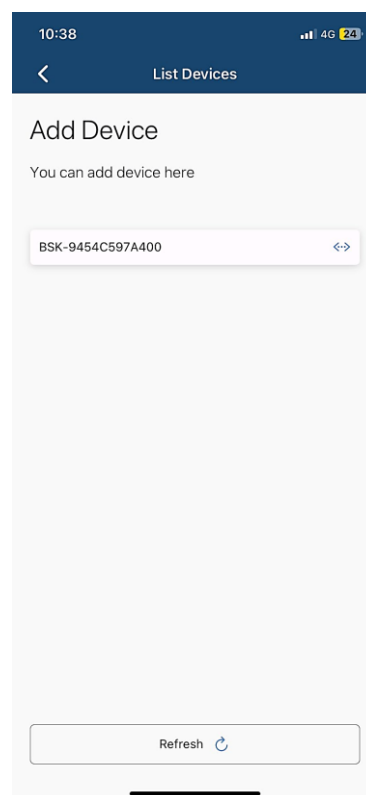 10:38
4G 24
List Devices
Add Device
You can add device here
BSK-9454C597A400
Refresh